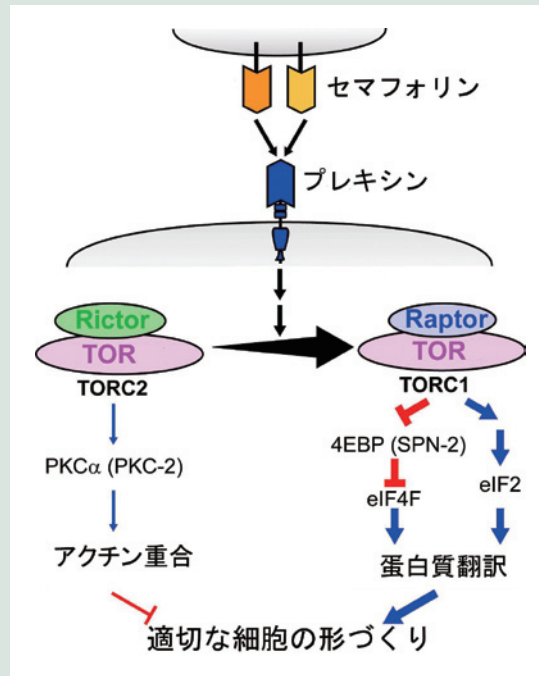 セマフォリン
プレキシン
Rictor
TOR
TORC2
Raptor
TOR
TORC1
PKCα (PKC-2)
アクチン重合
4EBP (SPN-2)
eIF4F
eIF2
蛋白質翻訳
適切な細胞の形づくり